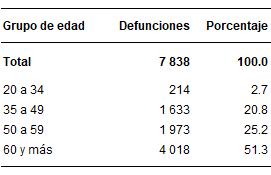 Grupo de edad Defunciones Porcentaje
Total 7 838 100.0
20 a 34 214 2.7
35 a 49 1 633 20.8
50 a 59 1 973 25.2
60 y más 4 018 51.3